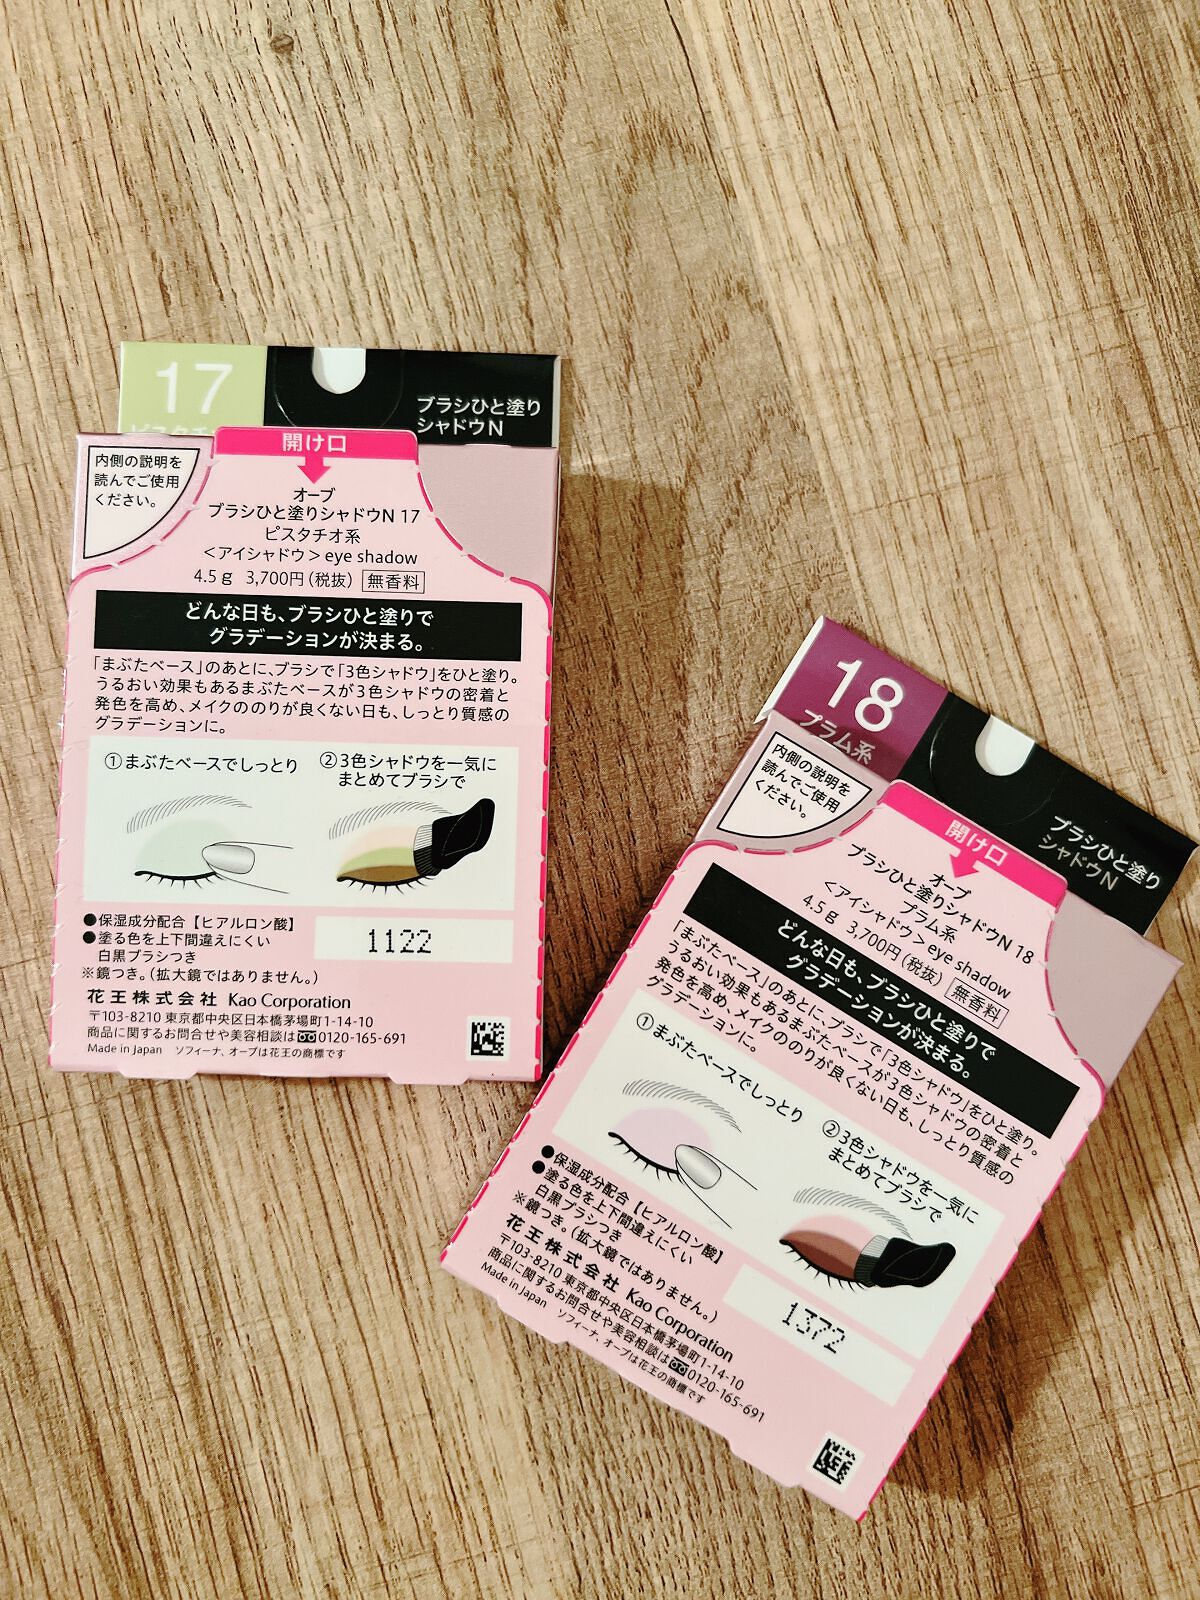 17
ブラシひと塗り
シャドウN
開け口
内側の説明を
読んでご使用
ください。
オーブ
ブラシひと塗りシャドウN 17
ピスタチオ系
＜アイシャドウ＞eye shadow
4.5g 3,700円(税抜) 無香料
どんな日も、ブラシひと塗りで
グラデーションが決まる。
「まぶたベース」のあとに、ブラシで「3色シャドウ」をひと塗り。
うるおい効果もあるまぶたベースが3色シャドウの密着と
発色を高め、メイクののりが良くない日も、しっとり質感の
グラデーションに。
①まぶたベースでしっとり
②3色シャドウを一気に
まとめてブラシで
●保湿成分配合【ヒアルロン酸】
●塗る色を上下間違えにくい
白黒ブラシつき
※鏡つき。(拡大鏡ではありません。)
1122
花王株式会社 Kao Corporation
〒103-8210 東京都中央区日本橋茅場町1-14-10
商品に関するお問合せや美容相談は0120-165-691
Made in Japan ソフィーナ、オーブは花王の商標です
18
プラム系
ブラシひと塗り
シャドウN
内側の説明を
読んでご使用
ください。
開け口
オーブ
ブラシひと塗りシャドウN 18
プラム系
＜アイシャドウ＞eye shadow
4.5g 3,700円(税抜) 無香料
どんな日も、ブラシひと塗りで
グラデーションが決まる。
「まぶたベース」のあとに、ブラシで「3色シャドウ」をひと塗り。
うるおい効果もあるまぶたベースが3色シャドウの密着と
発色を高め、メイクののりが良くない日も、しっとり質感の
グラデーションに。
①まぶたベースでしっとり
②3色シャドウを一気に
まとめてブラシで
●保湿成分配合【ヒアルロン酸】
●塗る色を上下間違えにくい
白黒ブラシつき
※鏡つき。(拡大鏡ではありません。)
1372
花王株式会社 Kao Corporation
〒103-8210 東京都中央区日本橋茅場町1-14-10
商品に関するお問合せや美容相談は0120-165-691
Made in Japan ソフィーナ、オーブは花王の商標です